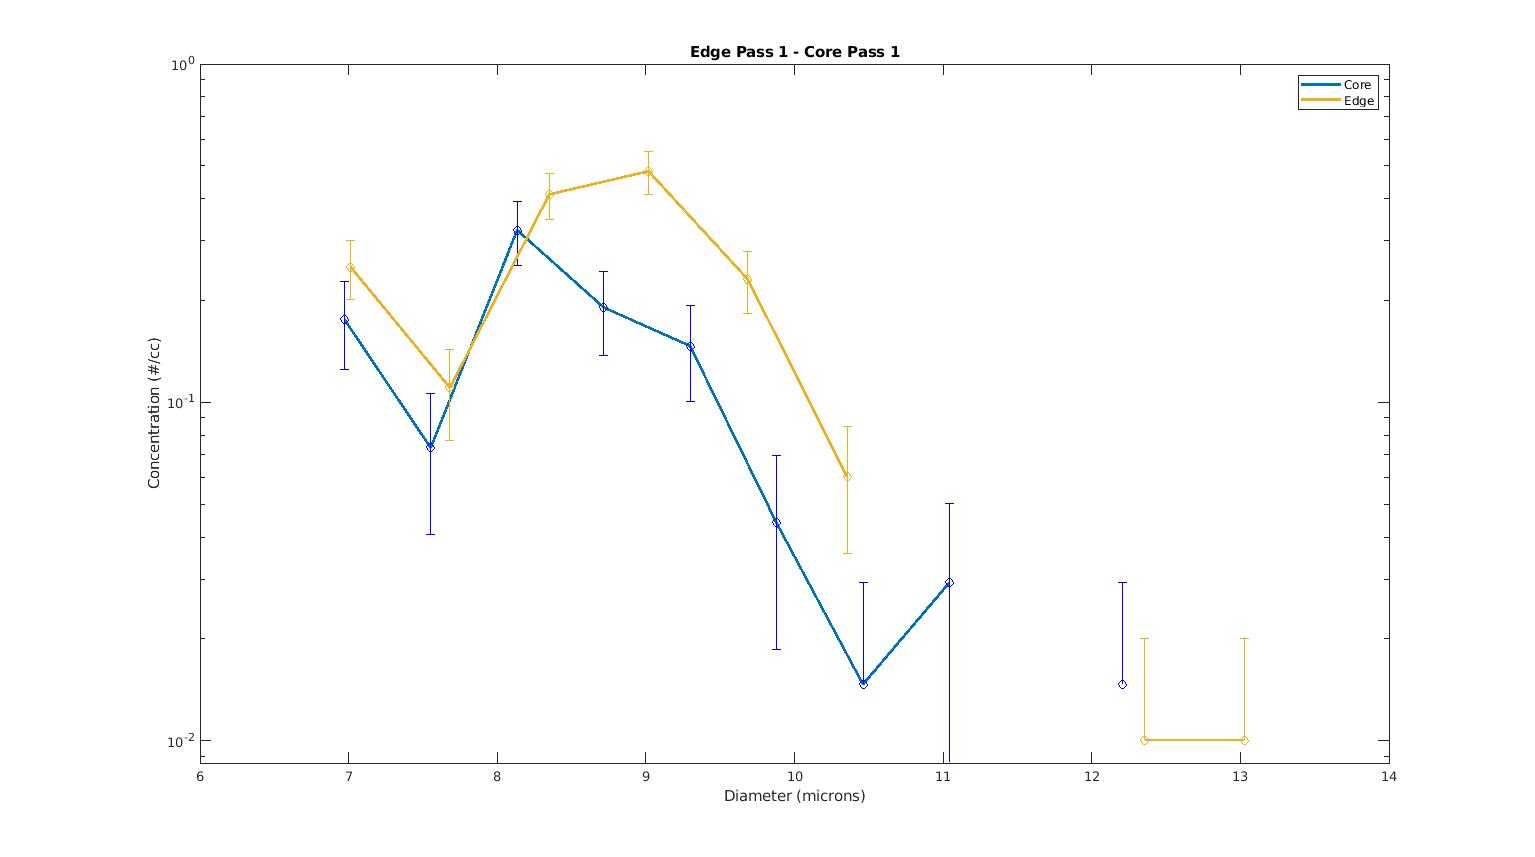 Edge Pass 1 - Core Pass 1
10^0
10^-1
10^-2
Concentration (#/cc)
Core
Edge
6 7 8 9 10 11 12 13 14
Diameter (microns)